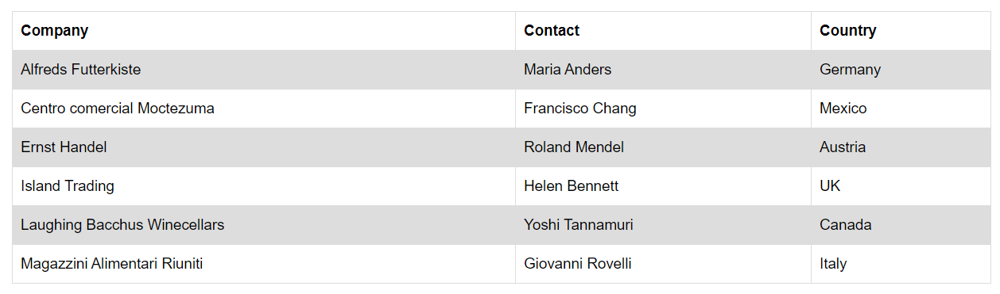 Company Contact Country
Alfreds Futterkiste Maria Anders Germany
Centro comercial Moctezuma Francisco Chang Mexico
Ernst Handel Roland Mendel Austria
Island Trading Helen Bennett UK
Laughing Bacchus Winecellars Yoshi Tannamuri Canada
Magazzini Alimentari Riuniti Giovanni Rovelli Italy